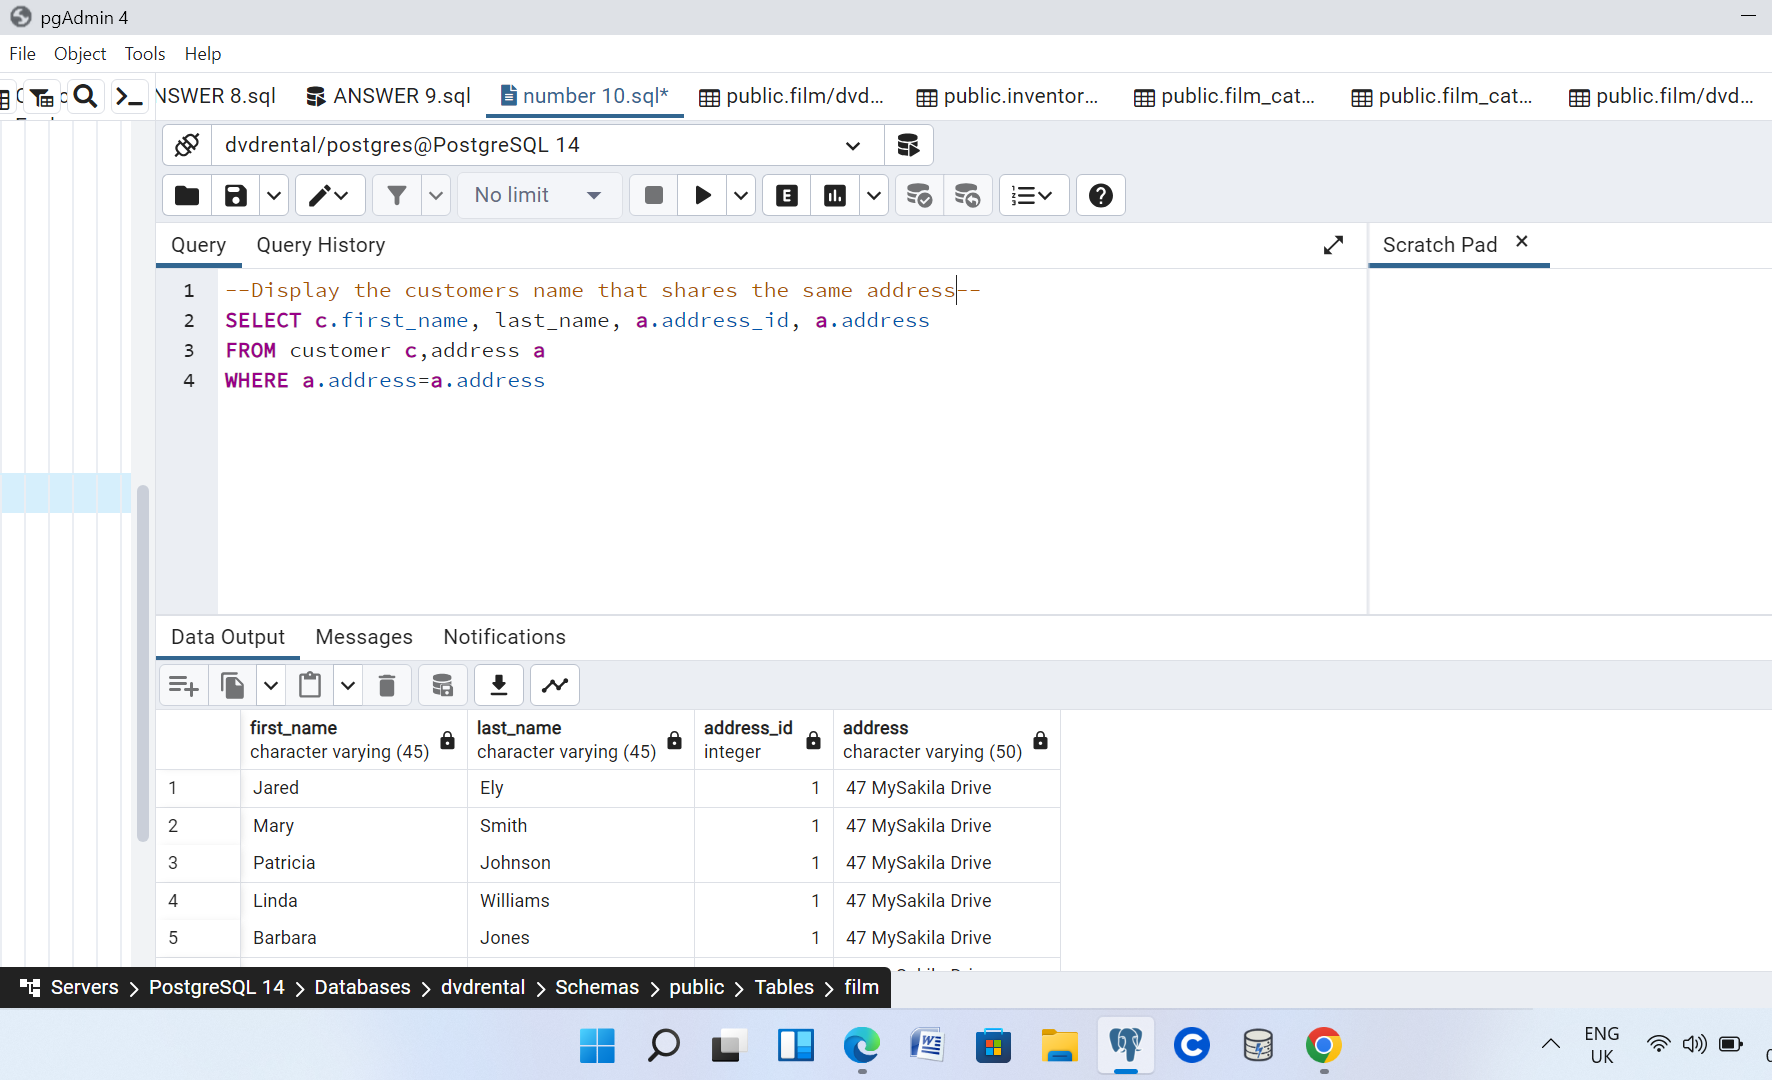 pgAdmin 4
File Object Tools Help
NSWER 8.sql ANSWER 9.sql number 10.sql* public.film/dvd... public.inventor... public.film_cat... public.film_cat... public.film/dvd...
dvdrental/postgres@PostgreSQL 14
No limit
Query Query History Scratch Pad
1 --Display the customers name that shares the same address--
2 SELECT c.first_name, last_name, a.address_id, a.address
3 FROM customer c,address a
4 WHERE a.address=a.address
Data Output Messages Notifications
first_name last_name address_id address
character varying (45) character varying (45) integer character varying (50)
1 Jared Ely 1 47 MySakila Drive
2 Mary Smith 1 47 MySakila Drive
3 Patricia Johnson 1 47 MySakila Drive
4 Linda Williams 1 47 MySakila Drive
5 Barbara Jones 1 47 MySakila Drive
Servers > PostgreSQL 14 > Databases > dvdrental > Schemas > public > Tables > film
ENG
UK